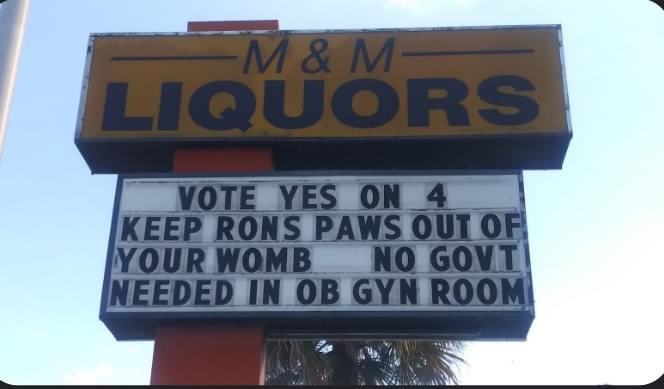 M & M
LIQUORS
VOTE YES ON 4
KEEP RONS PAWS OUT OF
YOUR WOMB NO GOVT
NEEDED IN OB GYN ROOM